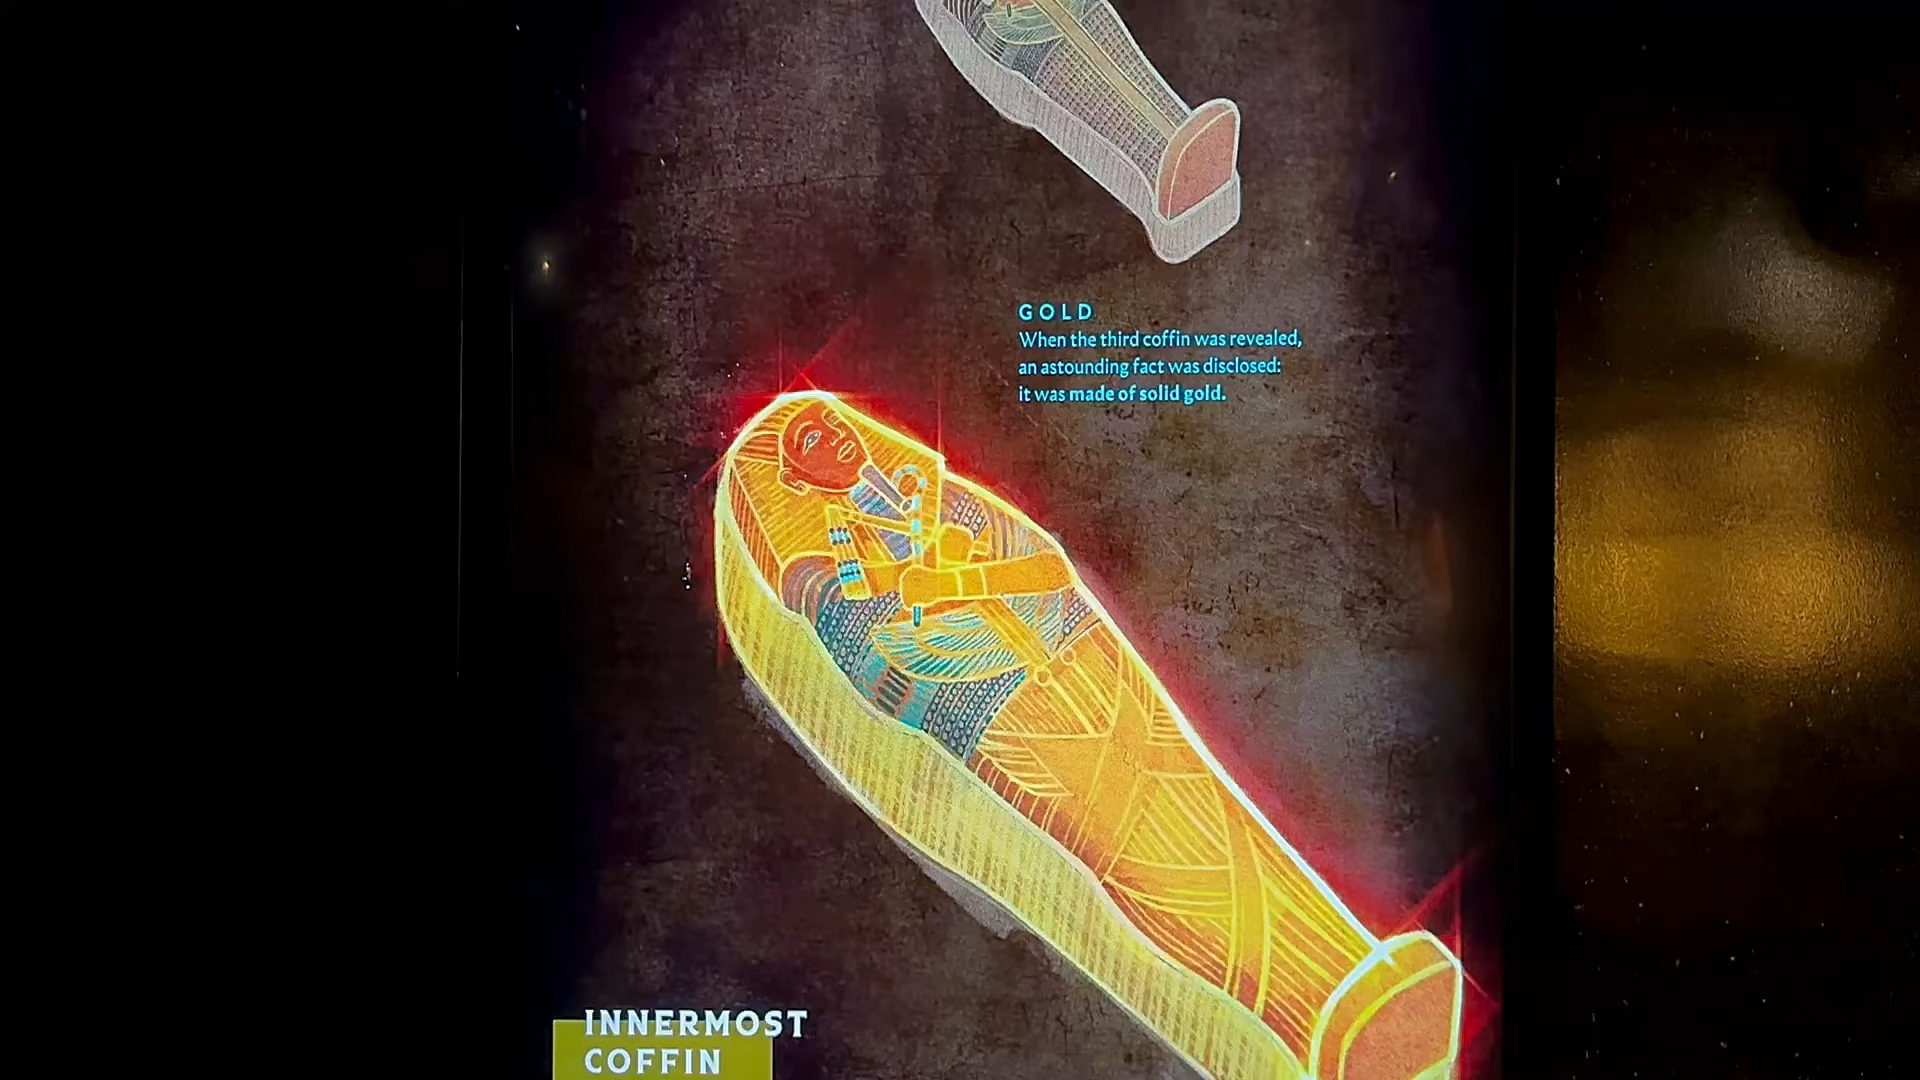 GOLD
When the third coffin was revealed,
an astounding fact was disclosed:
it was made of solid gold.
INNERMOST
COFFIN